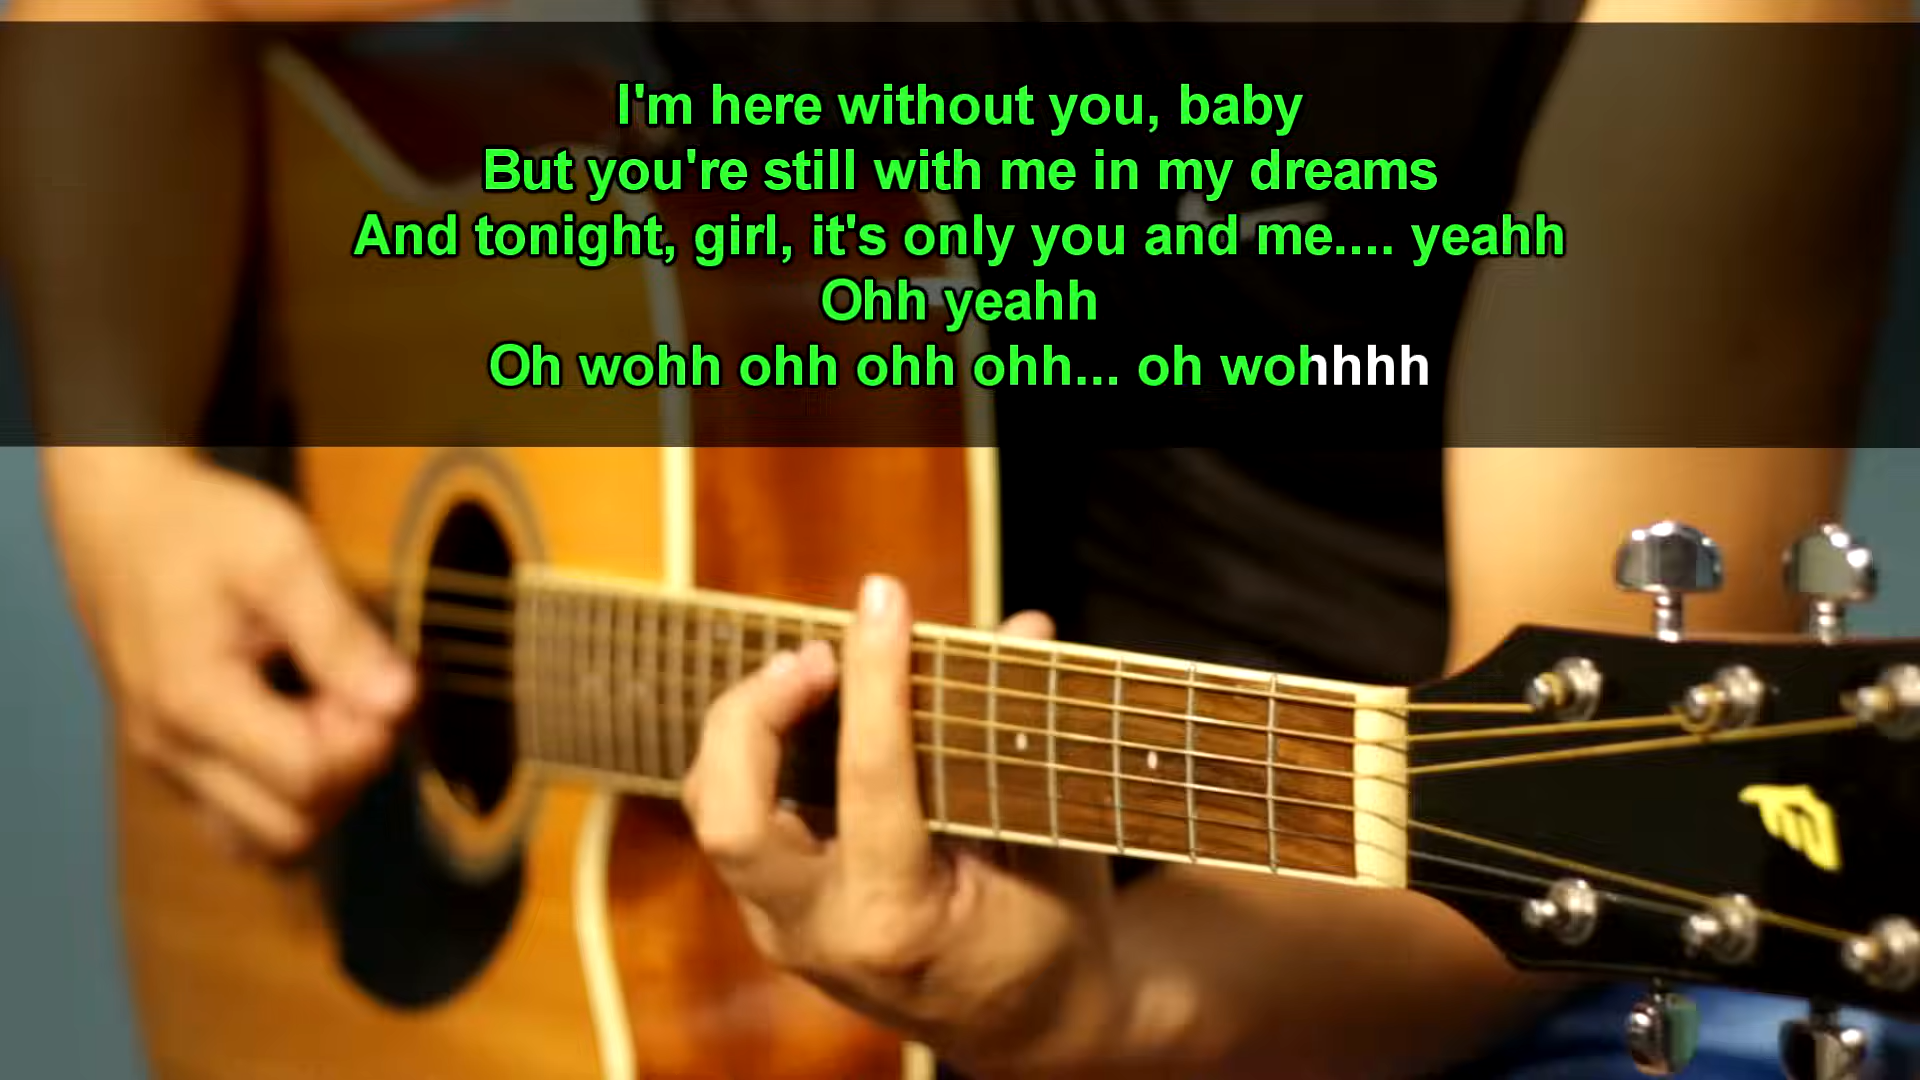 I'm here without you, baby
But you're still with me in my dreams
And tonight, girl, it's only you and me.... yeahh
Ohh yeahh
Oh wohh ohh ohh ohh... oh wohhhhh